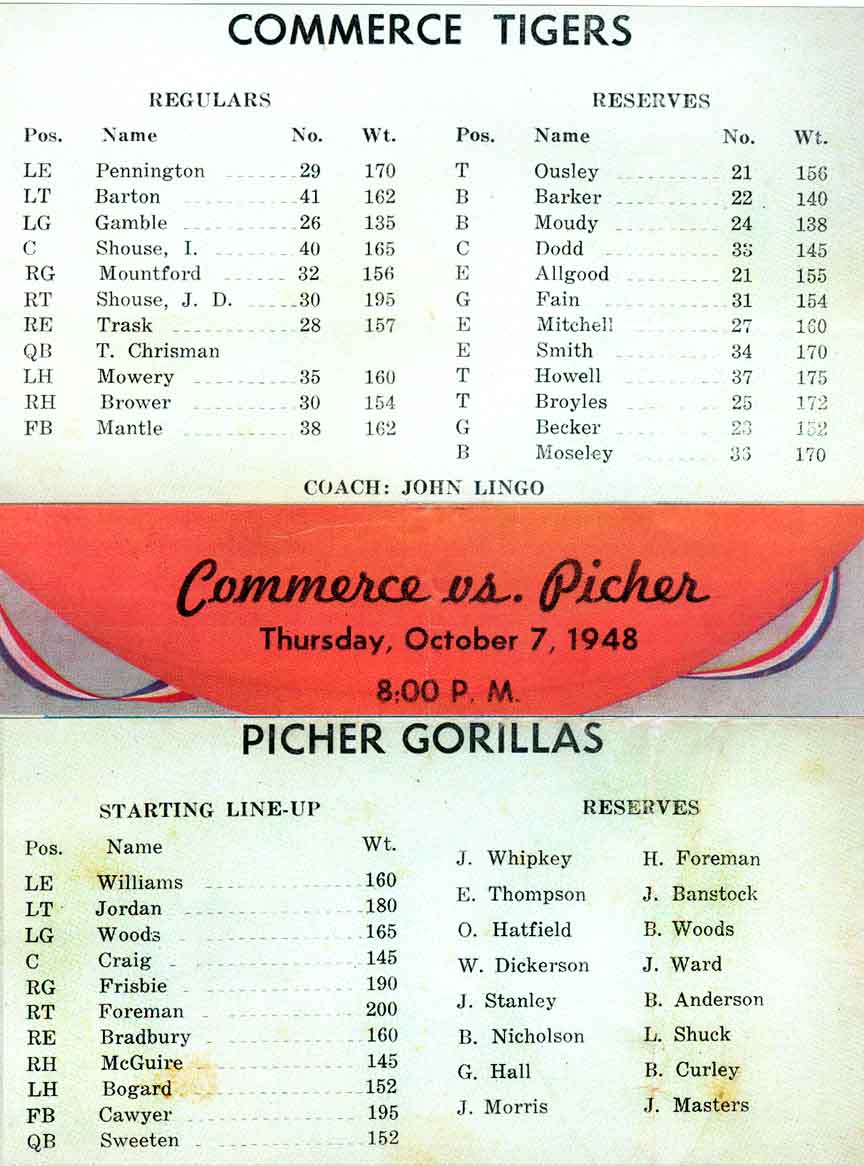 COMMERCE TIGERS
REGULARS
Pos. Name No. Wt.
LE Pennington 29 170
LT Barton 41 162
LG Gamble 26 135
C Shouse, I. 40 165
RG Mountford 32 156
RT Shouse, J. D. 30 195
RE Trask 28 157
QB T. Chrisman
LH Mowery 35 160
RH Brower 30 154
FB Mantle 38 162
RESERVES
Pos. Name No. Wt.
T Ousley 21 156
B Barker 22 140
B Moudy 24 138
C Dodd 145
E Allgood 21 155
G Fain 31 154
E Mitchell 27 160
E Smith 34 170
T Howell 37 175
T Broyles 25 172
G Becker 152
B Moseley 170
COACH: JOHN LINGO
Commerce vs. Picher
Thursday, October 7, 1948
8:00 P. M.
PICHER GORILLAS
STARTING LINE-UP
Pos. Name Wt.
LE Williams 160
LT Jordan 180
LG Woods 165
C Craig 145
RG Frisbie 190
RT Foreman 200
RE Bradbury 160
RH McGuire 145
LH Bogard 152
FB Cawyer 195
QB Sweeten 152
RESERVES
J. Whipkey H. Foreman
E. Thompson J. Banstock
O. Hatfield B. Woods
W. Dickerson J. Ward
J. Stanley B. Anderson
B. Nicholson L. Shuck
G. Hall B. Curley
J. Morris J. Masters